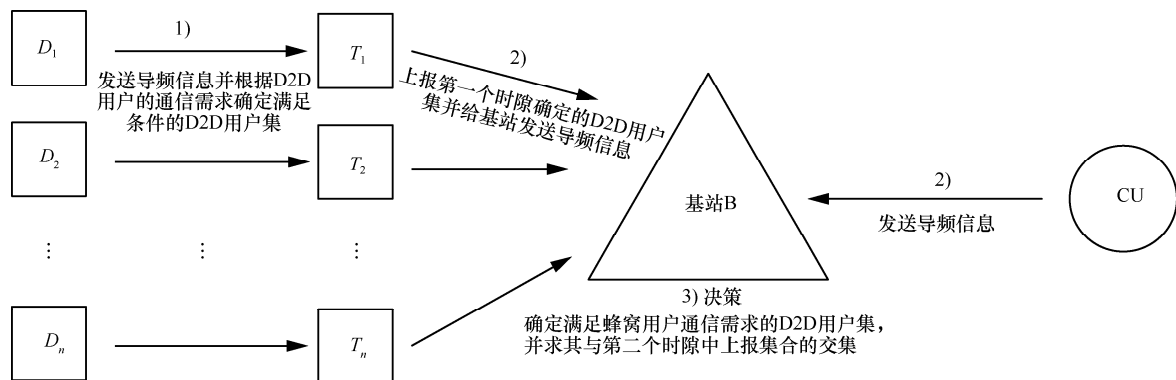 D1
1)
T1
发送导频信息并根据D2D
用户的通信需求确定满足
条件的D2D用户集
2)
上报第一个时隙确定的D2D用户
集并给基站发送导频信息
D2
T2
基站B
2)
发送导频信息
CU
⋮
⋮
⋮
Dn
Tn
3) 决策
确定满足蜂窝用户通信需求的D2D用户集，
并求其与第二个时隙中上报集合的交集